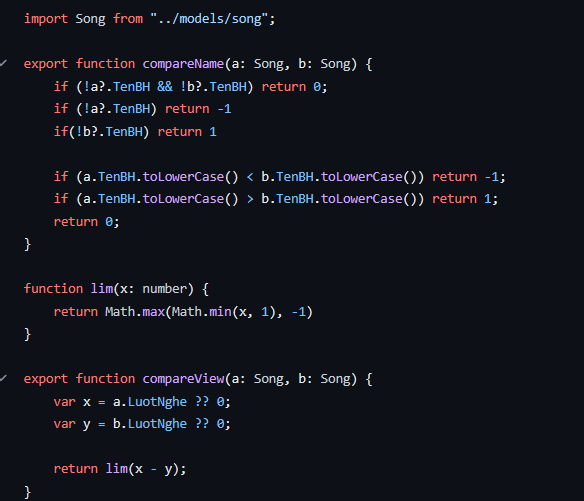 import Song from "../models/song";
export function compareName(a: Song, b: Song) {
if (!a?.TenBH && !b?.TenBH) return 0;
if (!a?.TenBH) return -1
if(!b?.TenBH) return 1
if (a.TenBH.toLowerCase() < b.TenBH.toLowerCase()) return -1;
if (a.TenBH.toLowerCase() > b.TenBH.toLowerCase()) return 1;
return 0;
}
function lim(x: number) {
return Math.max(Math.min(x, 1), -1)
}
export function compareView(a: Song, b: Song) {
var x = a.LuotNghe ?? 0;
var y = b.LuotNghe ?? 0;
return lim(x - y);
}